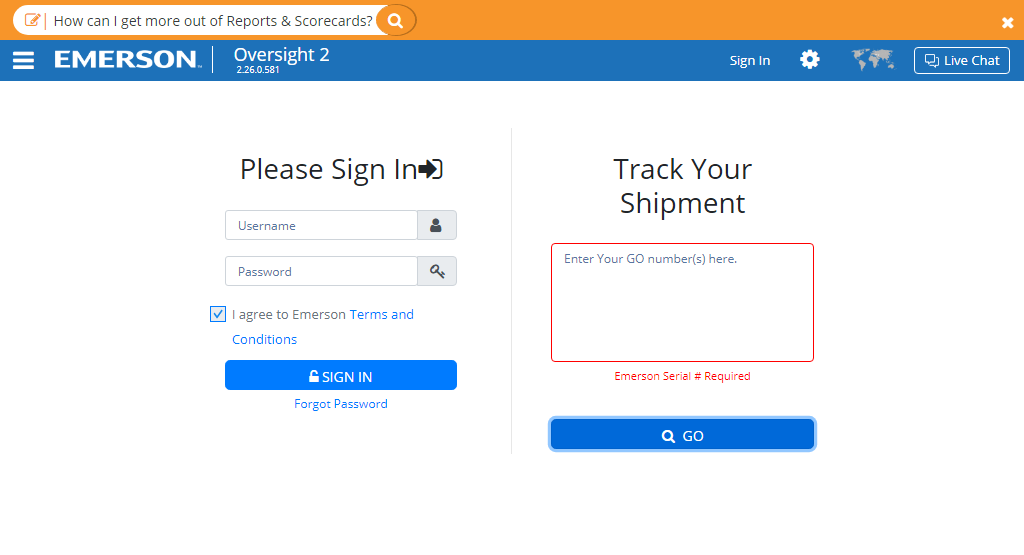 How can I get more out of Reports & Scorecards?
EMERSON™
Oversight 2
2.26.0.581
Sign In
Live Chat
Please Sign In
Username
Password
I agree to Emerson Terms and
Conditions
SIGN IN
Forgot Password
Track Your
Shipment
Enter Your GO number(s) here.
Emerson Serial # Required
GO